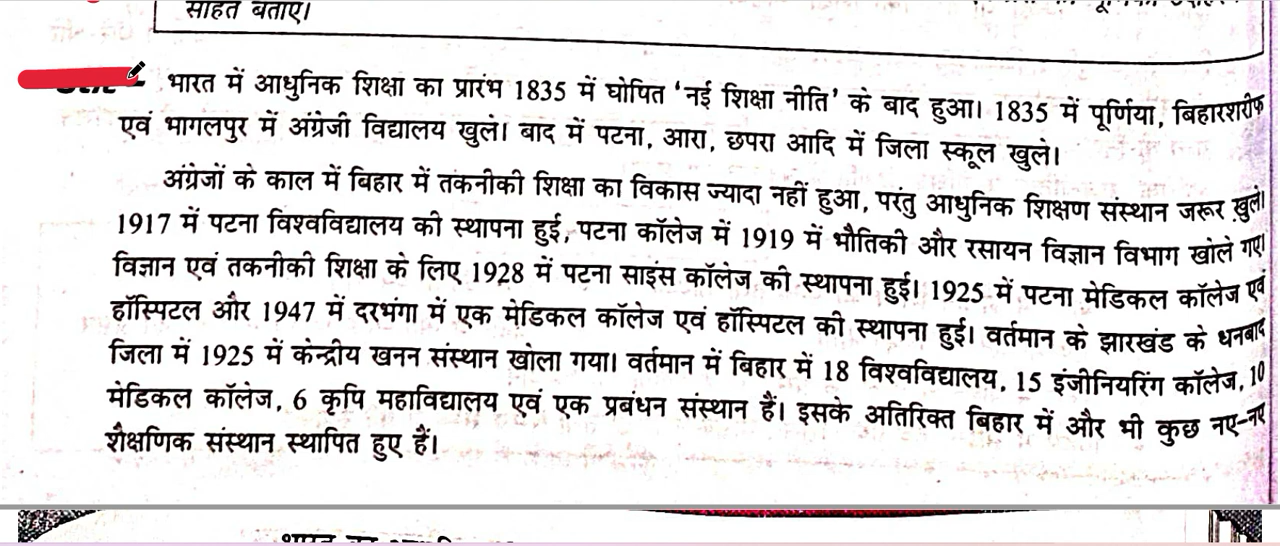 सहित बताएँ।
भारत में आधुनिक शिक्षा का प्रारंभ 1835 में घोषित ‘नई शिक्षा नीति’ के बाद हुआ। 1835 में पूर्णिया, बिहारशरीफ
एवं भागलपुर में अंग्रेजी विद्यालय खुले। बाद में पटना, आरा, छपरा आदि में जिला स्कूल खुले।
अंग्रेजों के काल में बिहार में तकनीकी शिक्षा का विकास ज्यादा नहीं हुआ, परंतु आधुनिक शिक्षण संस्थान जरूर खुले।
1917 में पटना विश्वविद्यालय की स्थापना हुई, पटना कॉलेज में 1919 में भौतिकी और रसायन विज्ञान विभाग खोले गए।
विज्ञान एवं तकनीकी शिक्षा के लिए 1928 में पटना साइंस कॉलेज की स्थापना हुई। 1925 में पटना मेडिकल कॉलेज एवं
हॉस्पिटल और 1947 में दरभंगा में एक मेडिकल कॉलेज एवं हॉस्पिटल की स्थापना हुई। वर्तमान के झारखंड के धनबाद
जिला में 1925 में केन्द्रीय खनन संस्थान खोला गया। वर्तमान में बिहार में 18 विश्वविद्यालय, 15 इंजीनियरिंग कॉलेज, 10
मेडिकल कॉलेज, 6 कृषि महाविद्यालय एवं एक प्रबंधन संस्थान हैं। इसके अतिरिक्त बिहार में और भी कुछ नए-नए
शैक्षणिक संस्थान स्थापित हुए हैं।